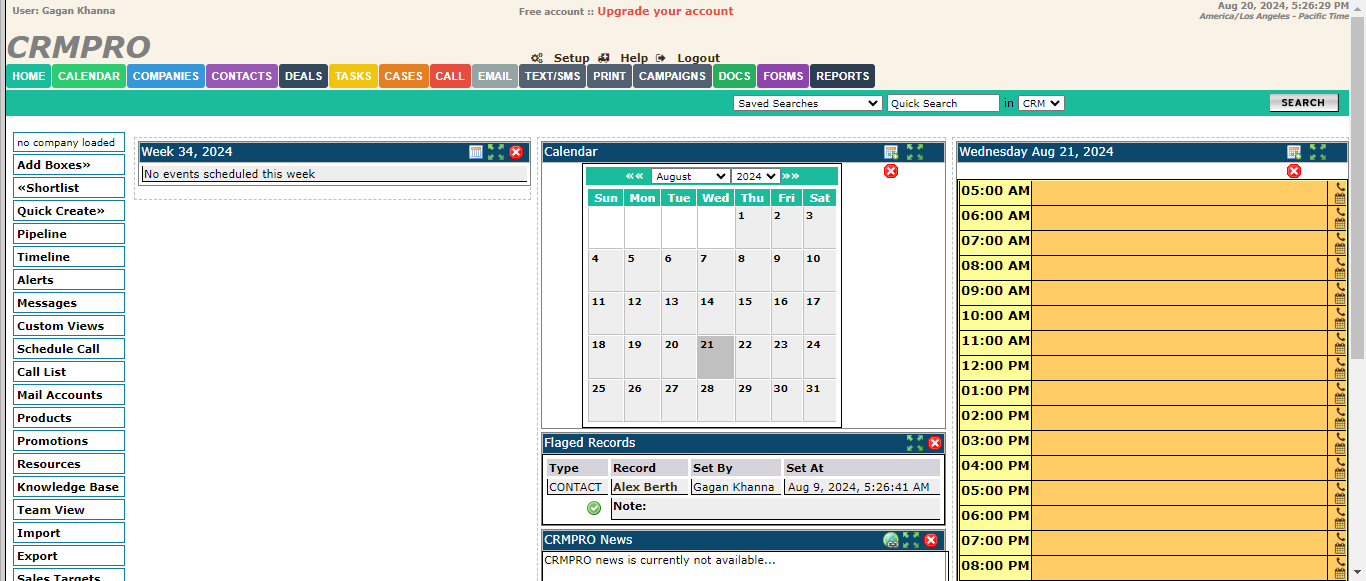 User: Gagan Khanna
Free account :: Upgrade your account
Aug 20, 2024, 5:26:29 PM
America/Los Angeles - Pacific Time
CRMPRO
Setup Help Logout
HOME CALENDAR COMPANIES CONTACTS DEALS TASKS CASES CALL EMAIL TEXT/SMS PRINT CAMPAIGNS DOCS FORMS REPORTS
Saved Searches Quick Search in CRM SEARCH
no company loaded
Add Boxes»
«Shortlist
Quick Create»
Pipeline
Timeline
Alerts
Messages
Custom Views
Schedule Call
Call List
Mail Accounts
Products
Promotions
Resources
Knowledge Base
Team View
Import
Export
Sales Targets
Week 34, 2024
No events scheduled this week
Calendar
«« August 2024 »»
Sun Mon Tue Wed Thu Fri Sat
1 2 3
4 5 6 7 8 9 10
11 12 13 14 15 16 17
18 19 20 21 22 23 24
25 26 27 28 29 30 31
Flaged Records
Type Record Set By Set At
CONTACT Alex Berth Gagan Khanna Aug 9, 2024, 5:26:41 AM
Note:
CRMPRO News
CRMPRO news is currently not available...
Wednesday Aug 21, 2024
05:00 AM
06:00 AM
07:00 AM
08:00 AM
09:00 AM
10:00 AM
11:00 AM
12:00 PM
01:00 PM
02:00 PM
03:00 PM
04:00 PM
05:00 PM
06:00 PM
07:00 PM
08:00 PM